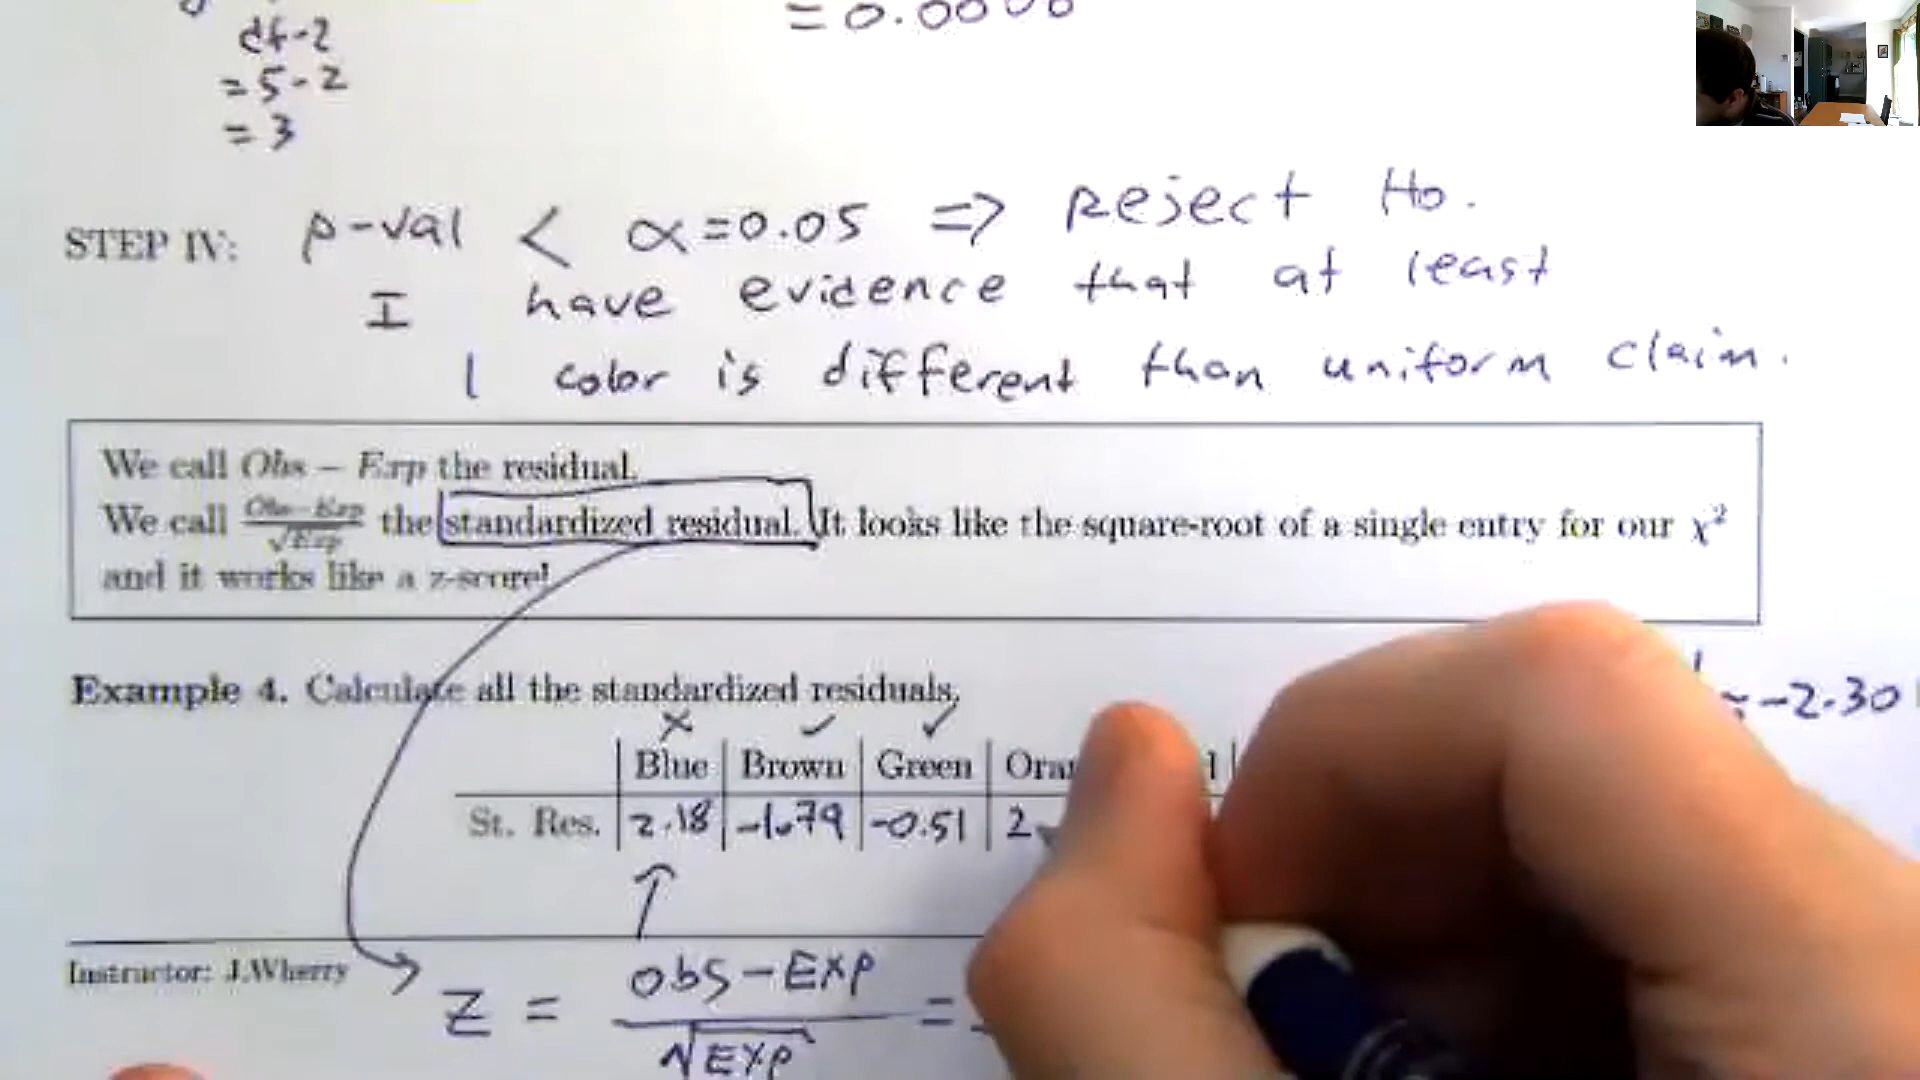 df-2
= 5-2
= 3
= 0.0000
STEP IV: p-val < α=0.05 => Reject Ho.
I have evidence that at least
1 color is different than uniform claim.
We call Obs − Exp the residual.
We call Obs−Exp/√Exp the standardized residual. It looks like the square-root of a single entry for our χ²
and it works like a z-score!
Example 4. Calculate all the standardized residuals.
≈-2.30
x ✓ ✓
Blue Brown Green
St. Res. 2.18 -1.79 -0.51 2.
Instructor: J.Wherry
Z = Obs-Exp/√Exp =